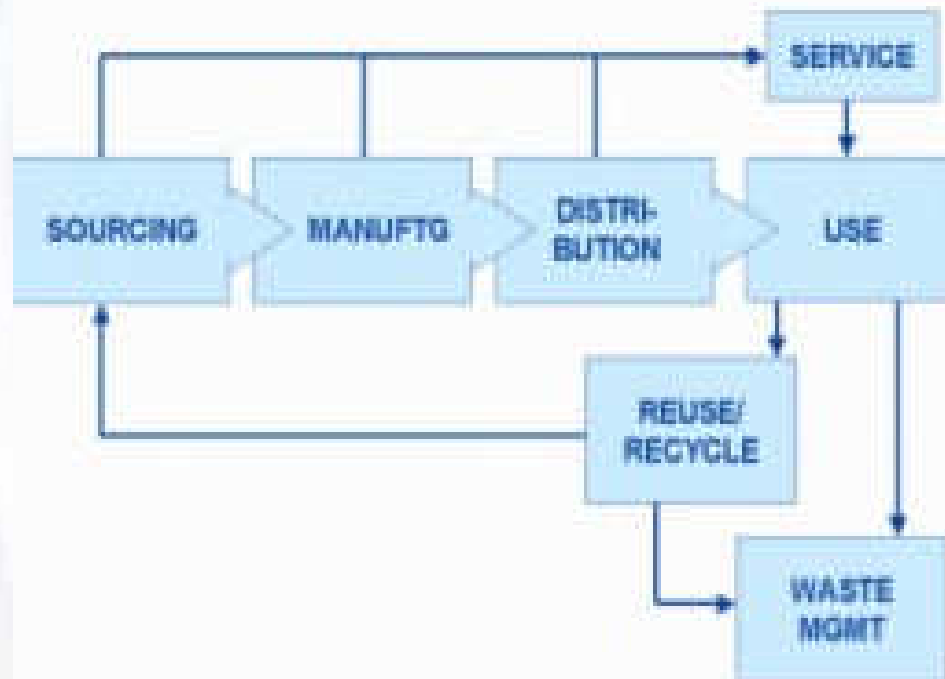 SERVICE
SOURCING
MANUFTG
DISTRI-
BUTION
USE
REUSE/
RECYCLE
WASTE
MGMT